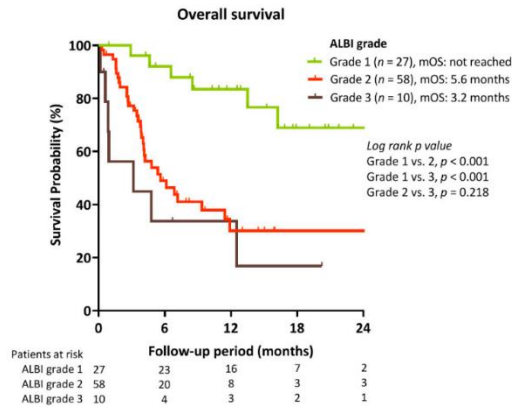 Overall survival
ALBI grade
Grade 1 (n = 27), mOS: not reached
Grade 2 (n = 58), mOS: 5.6 months
Grade 3 (n = 10), mOS: 3.2 months
Log rank p value
Grade 1 vs. 2, p < 0.001
Grade 1 vs. 3, p < 0.001
Grade 2 vs. 3, p = 0.218
Survival Probability (%)
100
80
60
40
20
0
0 6 12 18 24
Follow-up period (months)
Patients at risk
ALBI grade 1 27 23 16 7 2
ALBI grade 2 58 20 8 3 3
ALBI grade 3 10 4 3 2 1